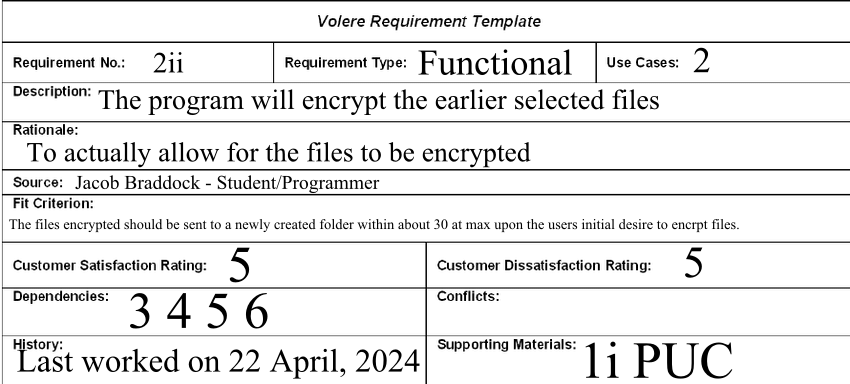 Volere Requirement Template
Requirement No.: 2ii Requirement Type: Functional Use Cases: 2
Description: The program will encrypt the earlier selected files
Rationale:
To actually allow for the files to be encrypted
Source: Jacob Braddock - Student/Programmer
Fit Criterion:
The files encrypted should be sent to a newly created folder within about 30 at max upon the users initial desire to encrpt files.
Customer Satisfaction Rating: 5 Customer Dissatisfaction Rating: 5
Dependencies: 3 4 5 6 Conflicts:
History: Last worked on 22 April, 2024 Supporting Materials: 1i PUC